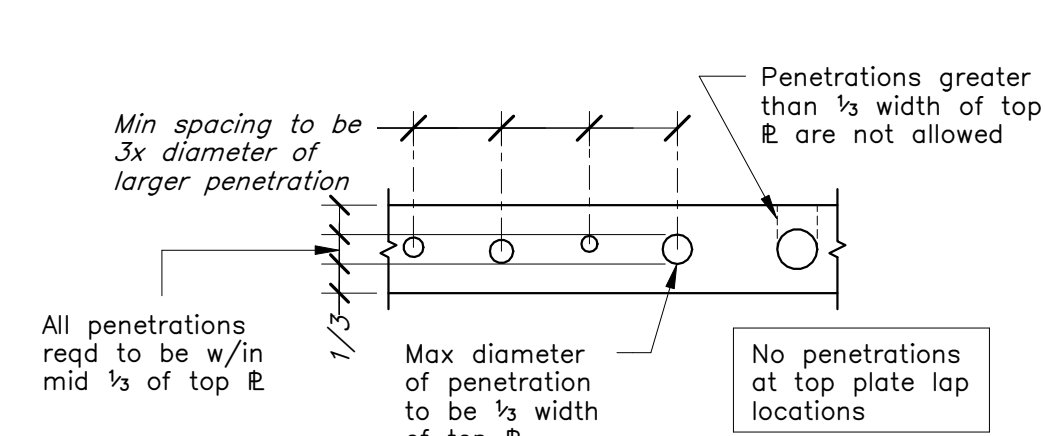 Penetrations greater
than ⅓ width of top
℄ are not allowed
Min spacing to be
3x diameter of
larger penetration
All penetrations
reqd to be w/in
mid ⅓ of top ℄
1/3
Max diameter
of penetration
to be ⅓ width
of top ℄
No penetrations
at top plate lap
locations